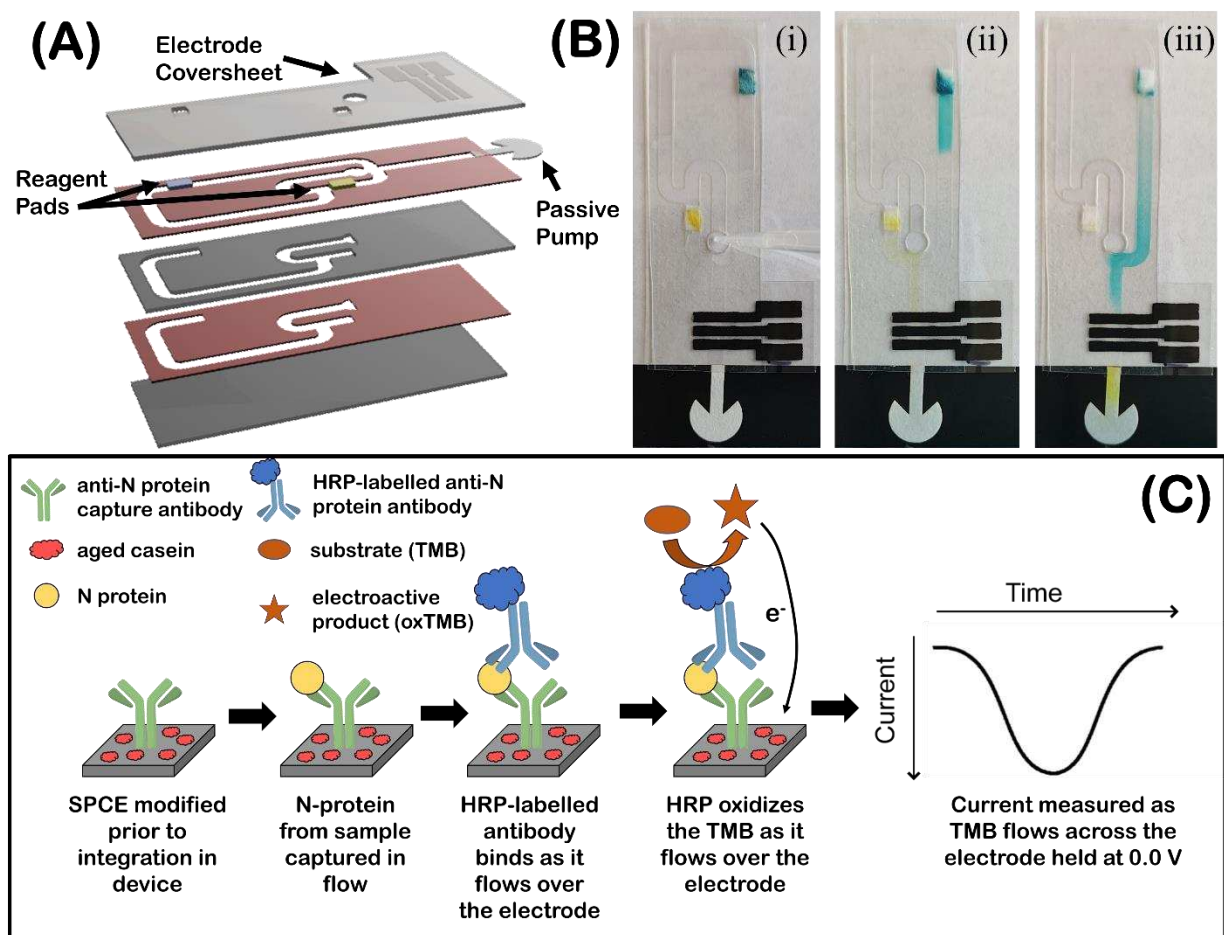 (A)
Electrode
Coversheet
Reagent
Pads
Passive
Pump
(B)
(i)
(ii)
(iii)
(C)
anti-N protein
capture antibody
HRP-labelled anti-N
protein antibody
aged casein
substrate (TMB)
N protein
electroactive
product (oxTMB)
e-
Time
Current
SPCE modified
prior to
integration in
device
N-protein
from sample
captured in
flow
HRP-labelled
antibody
binds as it
flows over
the electrode
HRP oxidizes
the TMB as it
flows over the
electrode
Current measured as
TMB flows across the
electrode held at 0.0 V